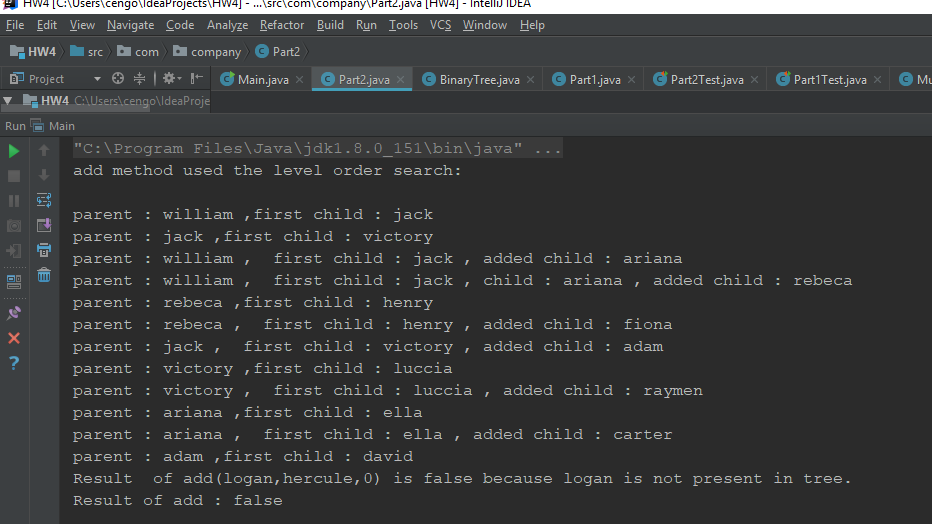 HW4 [C:\Users\cengo\IdeaProjects\HW4] - ...\src\com\company\Part2.java [HW4] - IntelliJ IDEA
File Edit View Navigate Code Analyze Refactor Build Run Tools VCS Window Help
HW4 src com company Part2
Project Main.java Part2.java BinaryTree.java Part1.java Part2Test.java Part1Test.java Mu
HW4 C:\Users\cengo\IdeaProje
Run Main
"C:\Program Files\Java\jdk1.8.0_151\bin\java" ...
add method used the level order search:
parent : william ,first child : jack
parent : jack ,first child : victory
parent : william ,  first child : jack , added child : ariana
parent : william ,  first child : jack , child : ariana , added child : rebeca
parent : rebeca ,first child : henry
parent : rebeca ,  first child : henry , added child : fiona
parent : jack ,  first child : victory , added child : adam
parent : victory ,first child : luccia
parent : victory ,  first child : luccia , added child : raymen
parent : ariana ,first child : ella
parent : ariana ,  first child : ella , added child : carter
parent : adam ,first child : david
Result  of add(logan,hercule,0) is false because logan is not present in tree.
Result of add : false